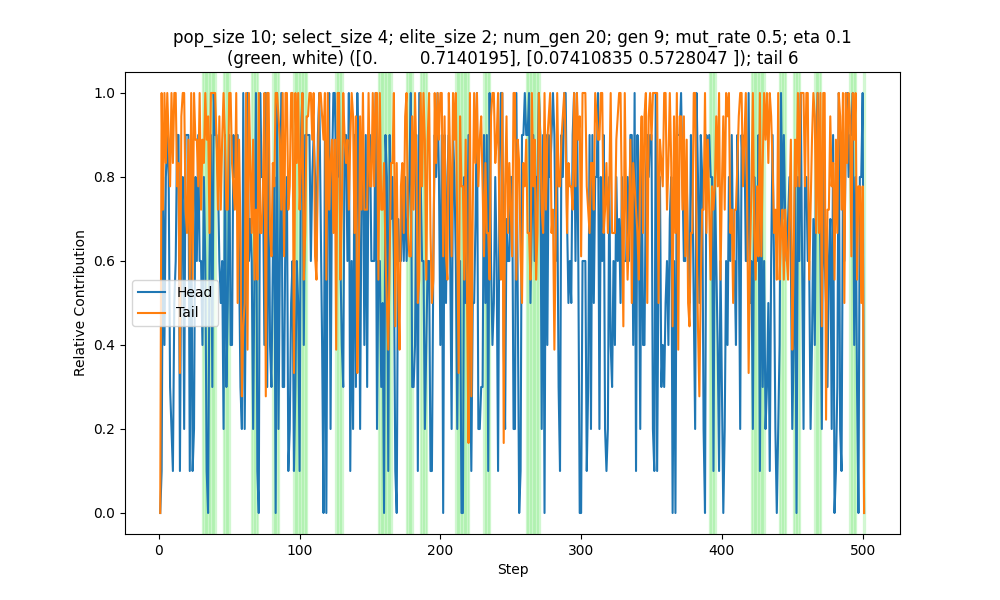 pop_size 10; select_size 4; elite_size 2; num_gen 20; gen 9; mut_rate 0.5; eta 0.1
(green, white) ([0.        0.7140195], [0.07410835 0.5728047 ]); tail 6
1.0
0.8
0.6
0.4
0.2
0.0
Relative Contribution
Head
Tail
0
100
200
300
400
500
Step